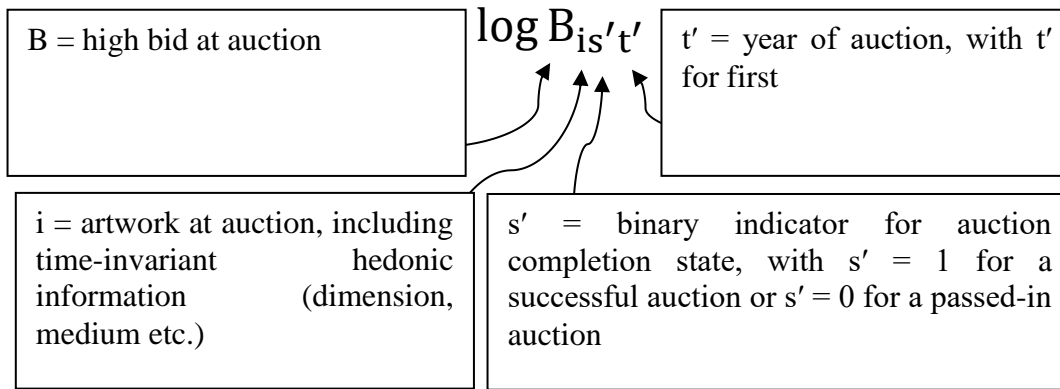 log B_is′t′
B = high bid at auction
t′ = year of auction, with t′
for first
i = artwork at auction, including
time-invariant hedonic
information (dimension,
medium etc.)
s′ = binary indicator for auction
completion state, with s′ = 1 for a
successful auction or s′ = 0 for a passed-in
auction